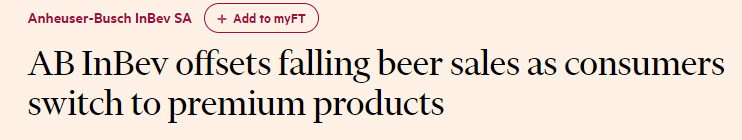 Anheuser-Busch InBev SA + Add to myFT
AB InBev offsets falling beer sales as consumers
switch to premium products